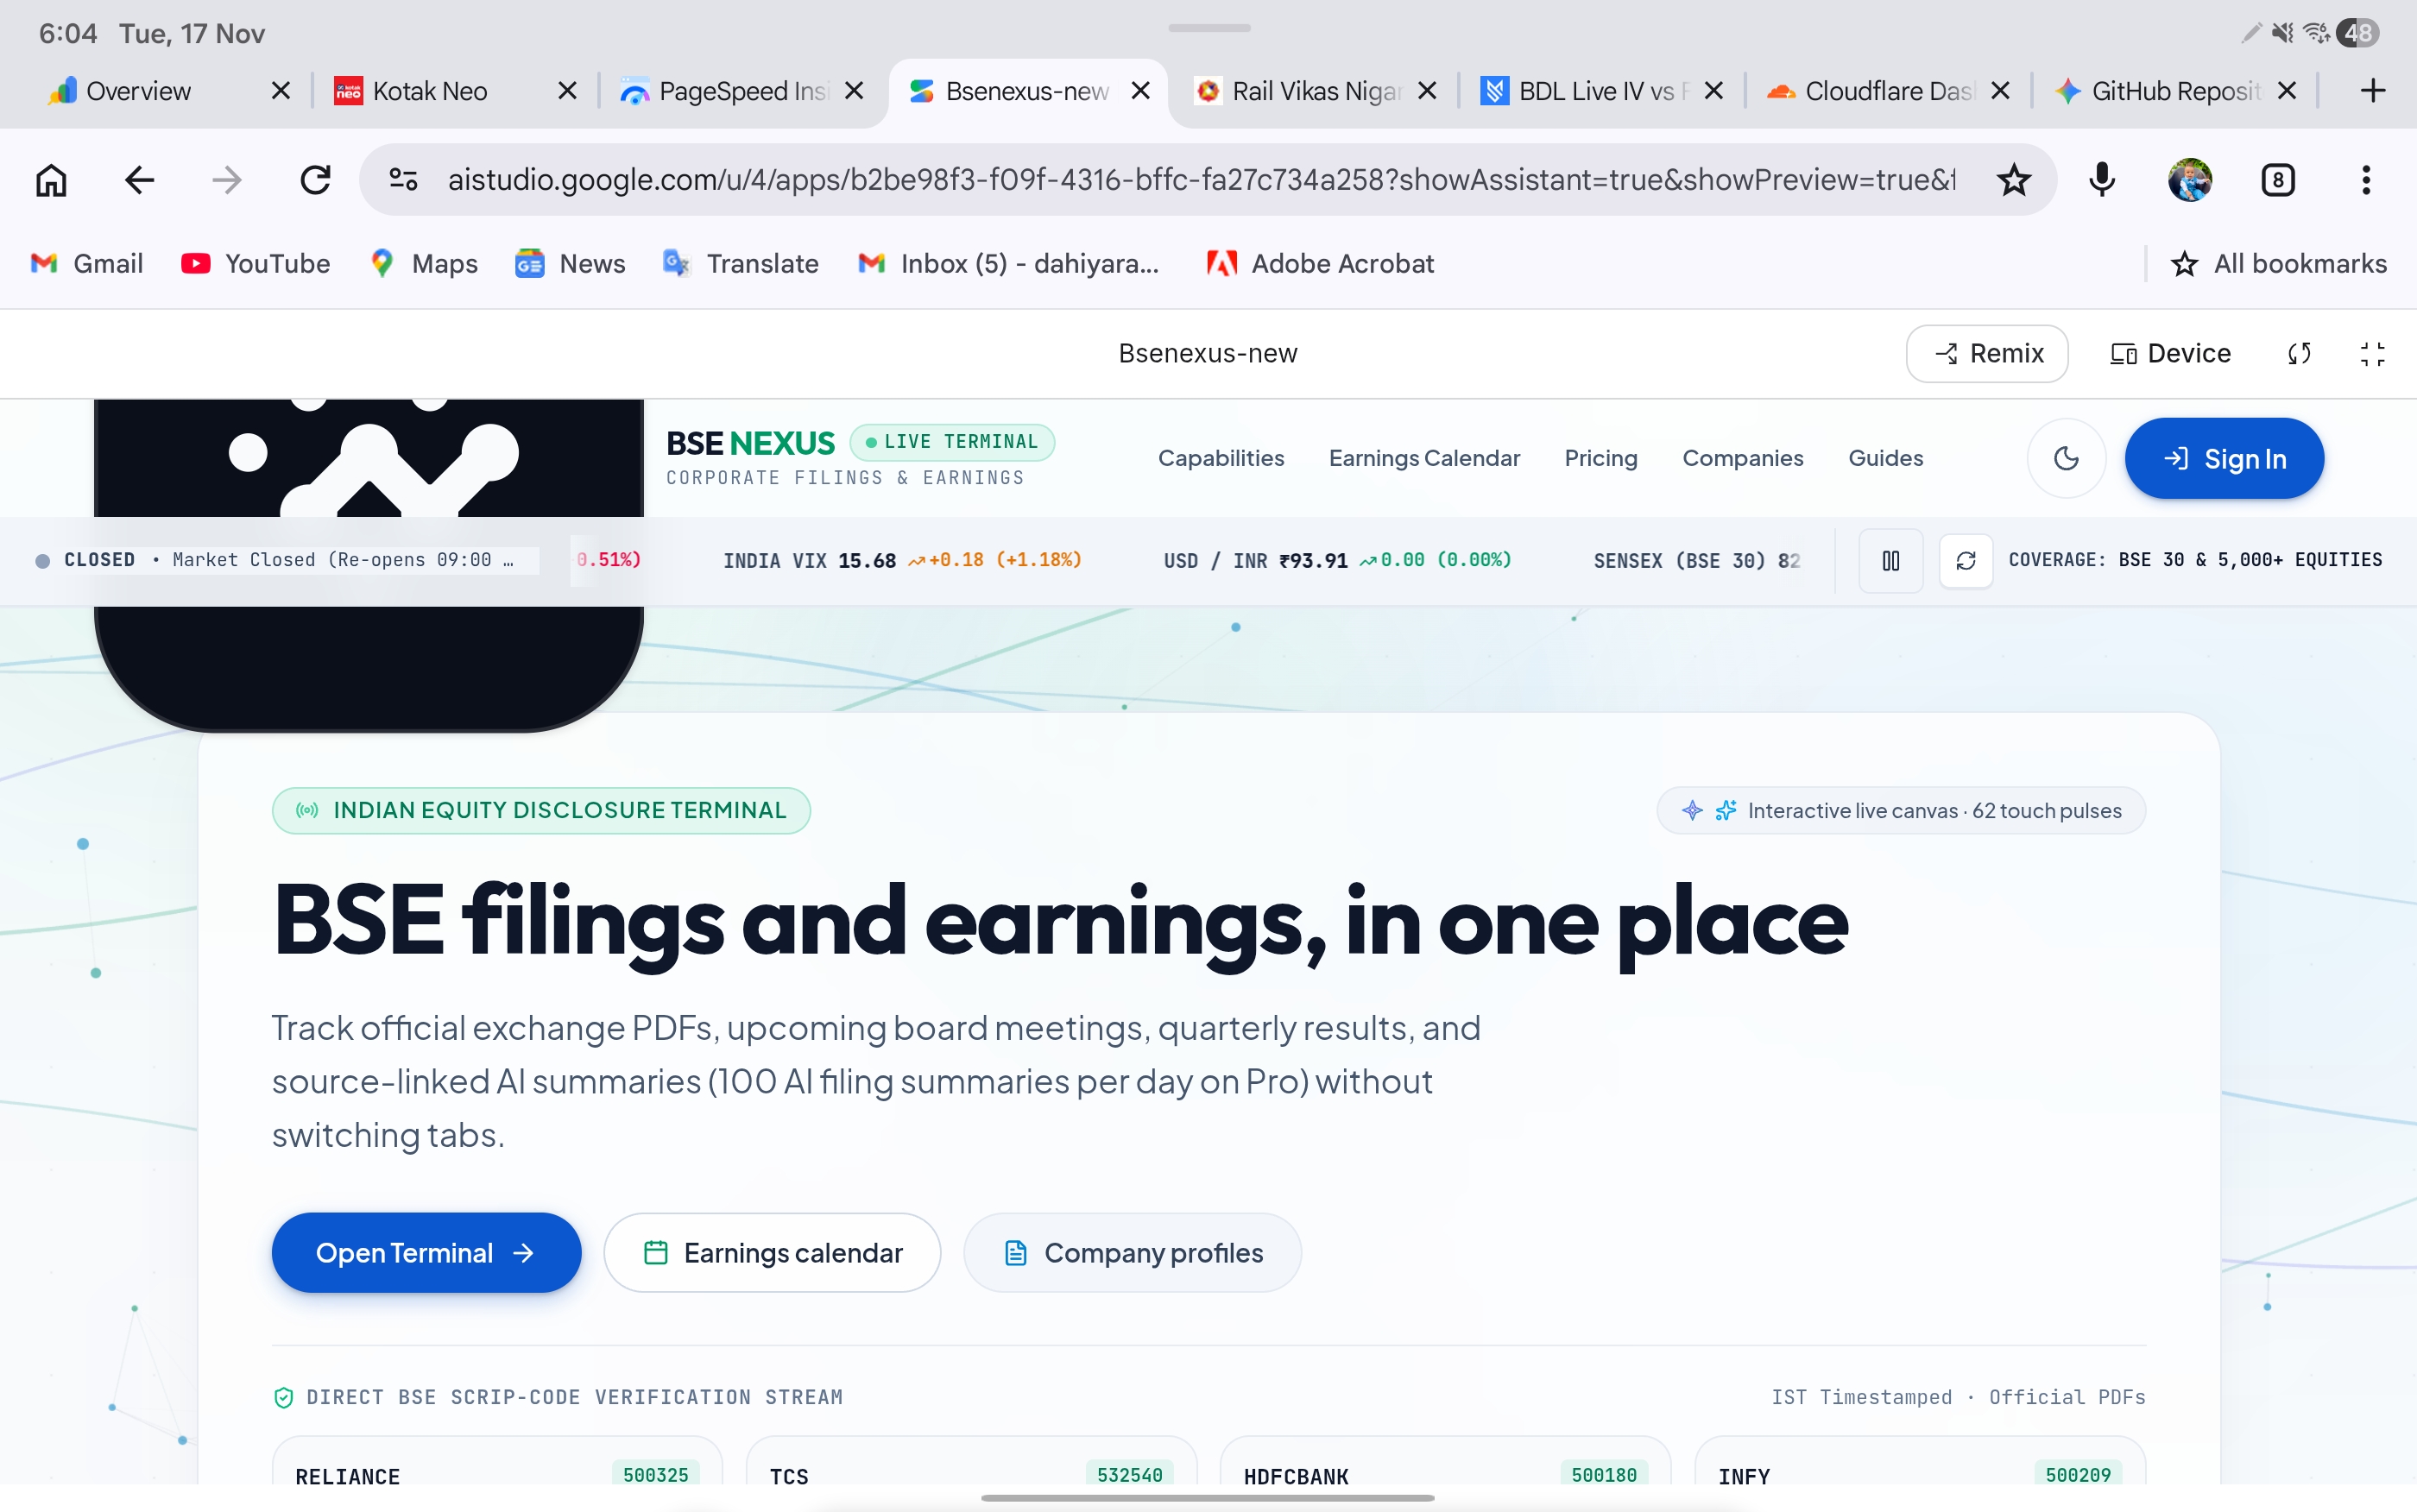 6:04 Tue, 17 Nov 48
Overview
Kotak Neo
PageSpeed Insi
Bsenexus-new
Rail Vikas Nigar
BDL Live IV vs F
Cloudflare Das
GitHub Reposit
aistudio.google.com/u/4/apps/b2be98f3-f09f-4316-bffc-fa27c734a258?showAssistant=true&showPreview=true&f
8
Gmail YouTube Maps News Translate Inbox (5) - dahiyara... Adobe Acrobat All bookmarks
Bsenexus-new Remix Device
BSE NEXUS LIVE TERMINAL
CORPORATE FILINGS & EARNINGS
Capabilities Earnings Calendar Pricing Companies Guides Sign In
CLOSED • Market Closed (Re-opens 09:00 … 0.51%) INDIA VIX 15.68 +0.18 (+1.18%) USD / INR ₹93.91 0.00 (0.00%) SENSEX (BSE 30) 82 COVERAGE: BSE 30 & 5,000+ EQUITIES
INDIAN EQUITY DISCLOSURE TERMINAL
Interactive live canvas · 62 touch pulses
BSE filings and earnings, in one place
Track official exchange PDFs, upcoming board meetings, quarterly results, and
source-linked AI summaries (100 AI filing summaries per day on Pro) without
switching tabs.
Open Terminal Earnings calendar Company profiles
DIRECT BSE SCRIP-CODE VERIFICATION STREAM
IST Timestamped · Official PDFs
RELIANCE 500325 TCS 532540 HDFCBANK 500180 INFY 500209